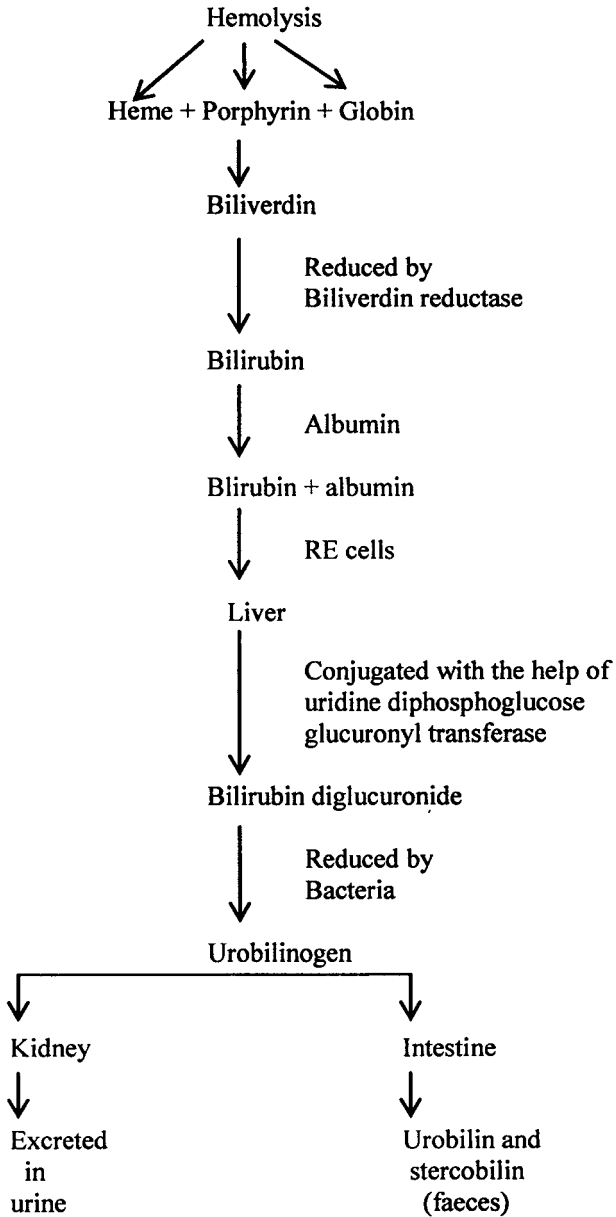 Hemolysis
Heme + Porphyrin + Globin
Biliverdin
Reduced by
Biliverdin reductase
Bilirubin
Albumin
Blirubin + albumin
RE cells
Liver
Conjugated with the help of
uridine diphosphoglucose
glucuronyl transferase
Bilirubin diglucuronide
Reduced by
Bacteria
Urobilinogen
Kidney
Intestine
Excreted
in
urine
Urobilin and
stercobilin
(faeces)